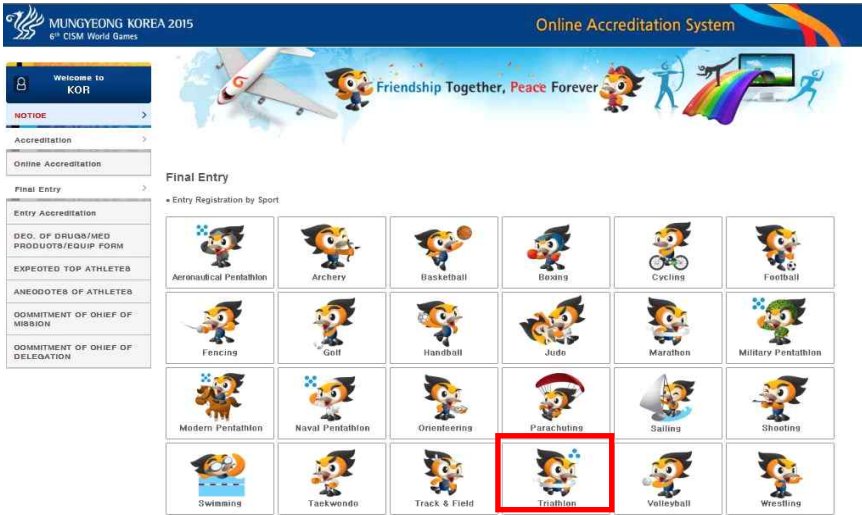 MUNGYEONG KOREA 2015
6th CISM World Games
Online Accreditation System
Welcome to
KOR
NOTICE
Accreditation
Online Accreditation
Final Entry
Entry Accreditation
DEC. OF DRUGS/MED
PRODUCTS/EQUIP FORM
EXPECTED TOP ATHLETES
ANECDOTES OF ATHLETES
COMMITMENT OF CHIEF OF
MISSION
COMMITMENT OF CHIEF OF
DELEGATION
Friendship Together, Peace Forever
Final Entry
Entry Registration by Sport
Aeronautical Pentathlon
Archery
Basketball
Boxing
Cycling
Football
Fencing
Golf
Handball
Judo
Marathon
Military Pentathlon
Modern Pentathlon
Naval Pentathlon
Orienteering
Parachuting
Sailing
Shooting
Swimming
Taekwondo
Track & Field
Triathlon
Volleyball
Wrestling